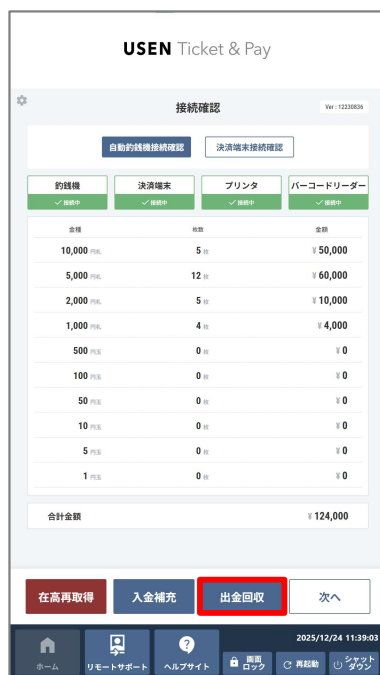 USEN Ticket & Pay
接続確認
Ver : 12230836
自動釣銭機接続確認 決済端末接続確認
釣銭機 決済端末 プリンタ バーコードリーダー
✓ 接続中 ✓ 接続中 ✓ 接続中 ✓ 接続中
金種 枚数 金額
10,000 円札 5 枚 ¥ 50,000
5,000 円札 12 枚 ¥ 60,000
2,000 円札 5 枚 ¥ 10,000
1,000 円札 4 枚 ¥ 4,000
500 円玉 0 枚 ¥ 0
100 円玉 0 枚 ¥ 0
50 円玉 0 枚 ¥ 0
10 円玉 0 枚 ¥ 0
5 円玉 0 枚 ¥ 0
1 円玉 0 枚 ¥ 0
合計金額 ¥ 124,000
在高再取得 入金補充 出金回収 次へ
2025/12/24 11:39:03
ホーム リモートサポート ヘルプサイト 画面ロック 再起動 シャットダウン